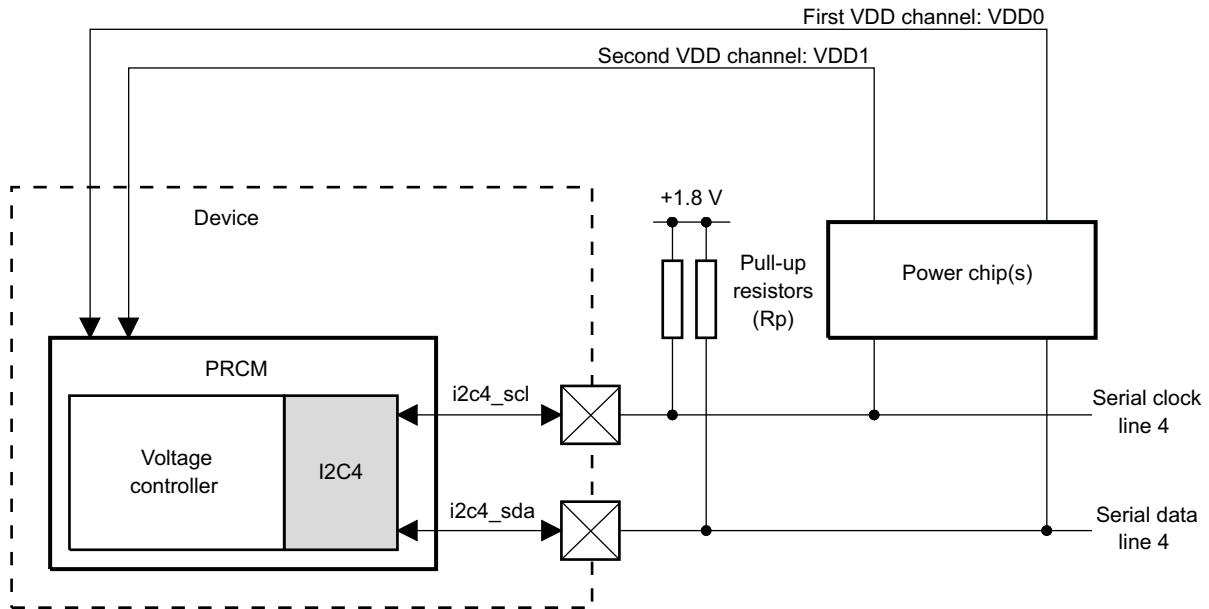 First VDD channel: VDD0
Second VDD channel: VDD1
+1.8 V
Device
Pull-up
resistors
(Rp)
Power chip(s)
PRCM
i2c4_scl
Serial clock
line 4
Voltage
controller
I2C4
i2c4_sda
Serial data
line 4